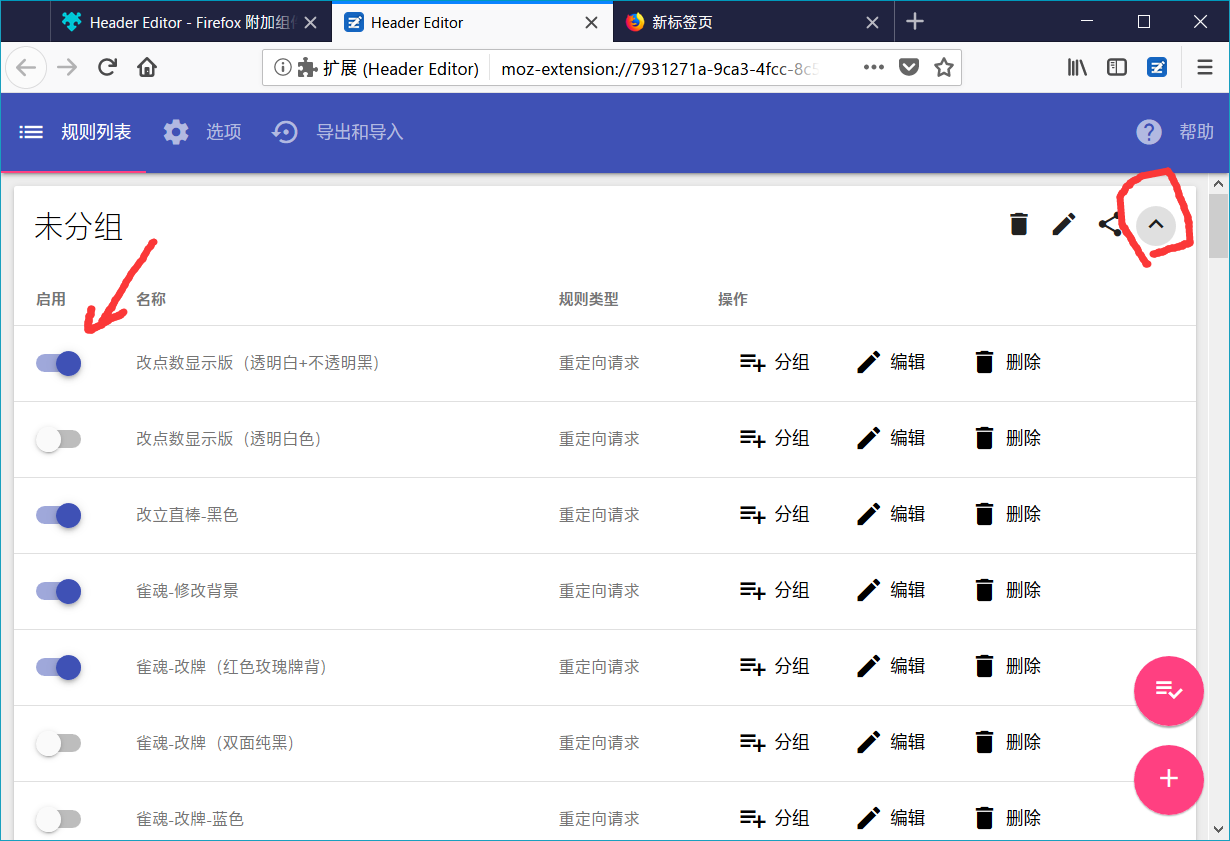 Header Editor - Firefox 附加组件
Header Editor
新标签页
扩展 (Header Editor)
moz-extension://7931271a-9ca3-4fcc-8c5
规则列表
选项
导出和导入
帮助
未分组
启用 名称 规则类型 操作
改点数显示版（透明白+不透明黑） 重定向请求 分组 编辑 删除
改点数显示版（透明白色） 重定向请求 分组 编辑 删除
改立直棒-黑色 重定向请求 分组 编辑 删除
雀魂-修改背景 重定向请求 分组 编辑 删除
雀魂-改牌（红色玫瑰牌背） 重定向请求 分组 编辑 删除
雀魂-改牌（双面纯黑） 重定向请求 分组 编辑 删除
雀魂-改牌-蓝色 重定向请求 分组 编辑 删除